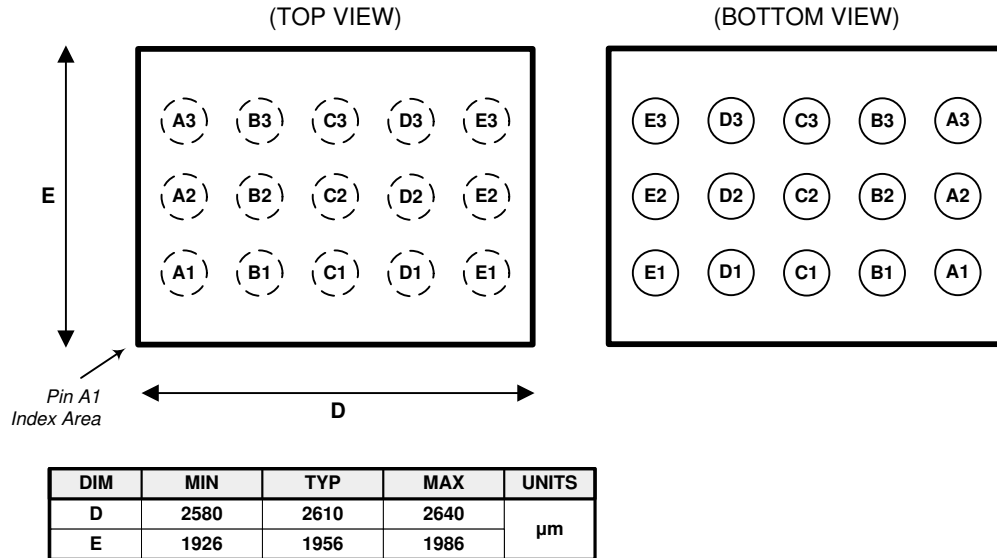 (TOP VIEW) (BOTTOM VIEW)
A3 B3 C3 D3 E3 E3 D3 C3 B3 A3
E A2 B2 C2 D2 E2 E2 D2 C2 B2 A2
A1 B1 C1 D1 E1 E1 D1 C1 B1 A1
Pin A1
Index Area
D
DIM MIN TYP MAX UNITS
D 2580 2610 2640 µm
E 1926 1956 1986